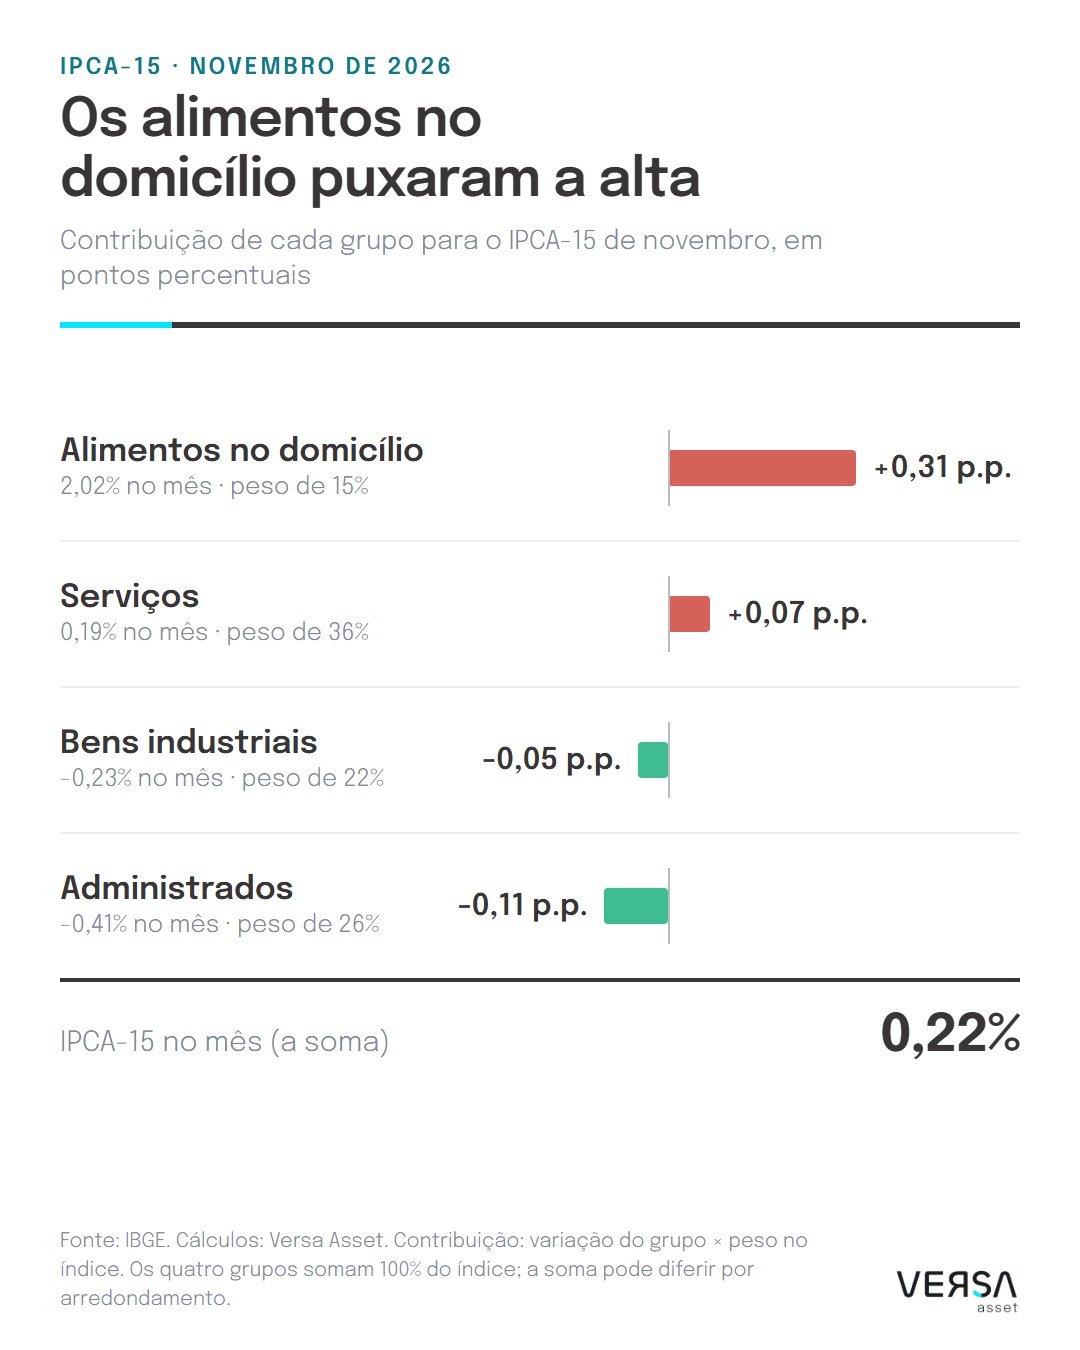 IPCA-15 · NOVEMBRO DE 2026
Os alimentos no
domicílio puxaram a alta
Contribuição de cada grupo para o IPCA-15 de novembro, em
pontos percentuais
Alimentos no domicílio
2,02% no mês · peso de 15%
+0,31 p.p.
Serviços
0,19% no mês · peso de 36%
+0,07 p.p.
Bens industriais
-0,23% no mês · peso de 22%
-0,05 p.p.
Administrados
-0,41% no mês · peso de 26%
-0,11 p.p.
IPCA-15 no mês (a soma)
0,22%
Fonte: IBGE. Cálculos: Versa Asset. Contribuição: variação do grupo × peso no
índice. Os quatro grupos somam 100% do índice; a soma pode diferir por
arredondamento.
VERSA
asset